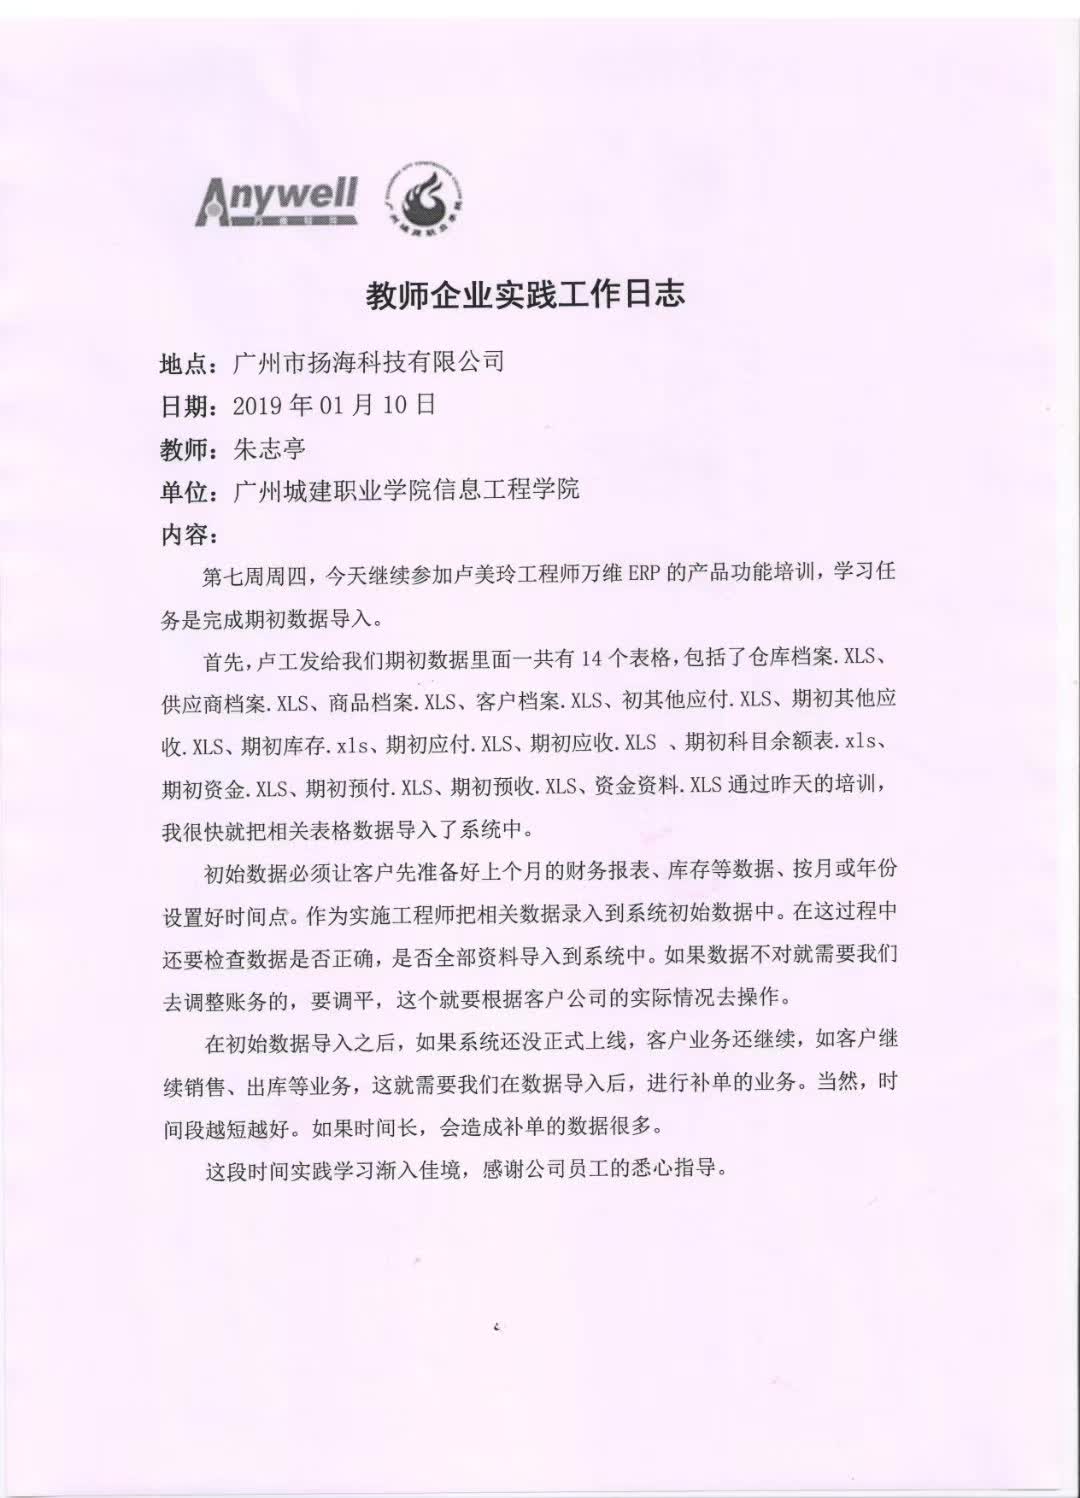 Anywell
教师企业实践工作日志
地点：广州市扬海科技有限公司
日期：2019 年 01 月 10 日
教师：朱志亭
单位：广州城建职业学院信息工程学院
内容：
第七周周四，今天继续参加卢美玲工程师万维 ERP 的产品功能培训，学习任
务是完成期初数据导入。
首先，卢工发给我们期初数据里面一共有 14 个表格，包括了仓库档案.XLS、
供应商档案.XLS、商品档案.XLS、客户档案.XLS、初其他应付.XLS、期初其他应
收.XLS、期初库存.xls、期初应付.XLS、期初应收.XLS 、期初科目余额表.xls、
期初资金.XLS、期初预付.XLS、期初预收.XLS、资金资料.XLS 通过昨天的培训，
我很快就把相关表格数据导入了系统中。
初始数据必须让客户先准备好上个月的财务报表、库存等数据、按月或年份
设置好时间点。作为实施工程师把相关数据录入到系统初始数据中。在这过程中
还要检查数据是否正确，是否全部资料导入到系统中。如果数据不对就需要我们
去调整账务的，要调平，这个就要根据客户公司的实际情况去操作。
在初始数据导入之后，如果系统还没正式上线，客户业务还继续，如客户继
续销售、出库等业务，这就需要我们在数据导入后，进行补单的业务。当然，时
间段越短越好。如果时间长，会造成补单的数据很多。
这段时间实践学习渐入佳境，感谢公司员工的悉心指导。